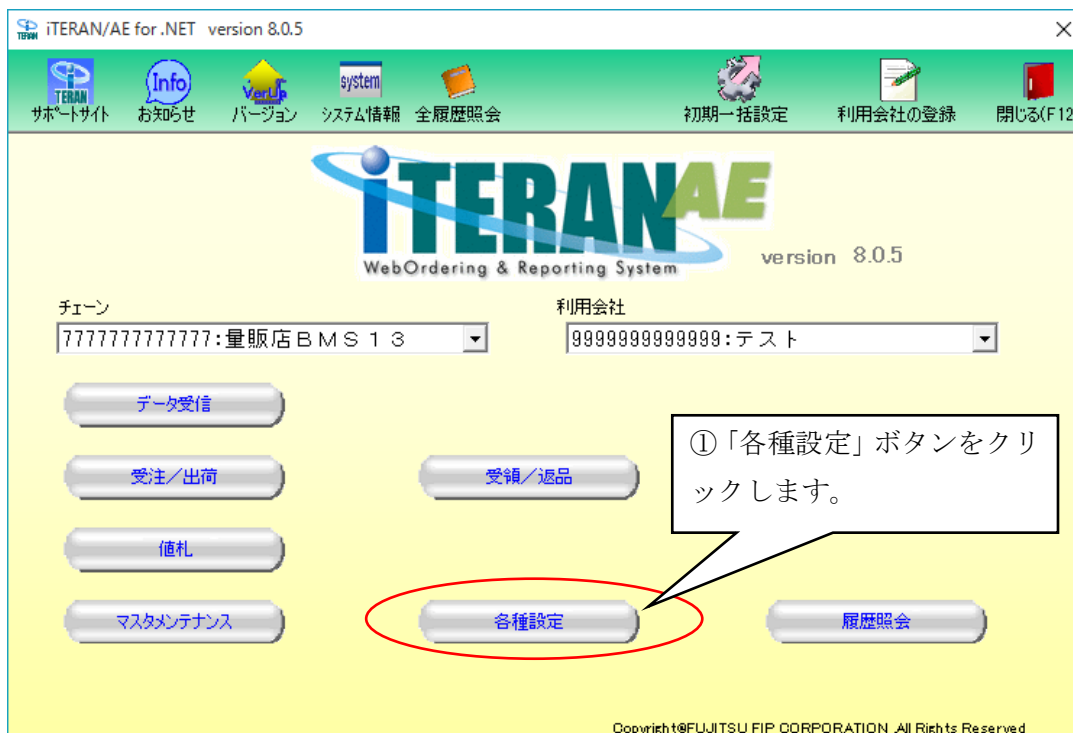 iTERAN/AE for .NET version 8.0.5
TERAN
Info
VerUp
system
サポートサイト お知らせ バージョン システム情報 全履歴照会 初期一括設定 利用会社の登録 閉じる(F12
iTERAN AE
WebOrdering & Reporting System
version 8.0.5
チェーン 利用会社
7777777777777:量販店ＢＭＳ１３ 9999999999999:テスト
データ受信
①「各種設定」ボタンをクリ
ックします。
受注／出荷 受領／返品
値札
マスタメンテナンス 各種設定 履歴照会
Copyright@FUJITSU FIP CORPORATION .All Rights Reserved